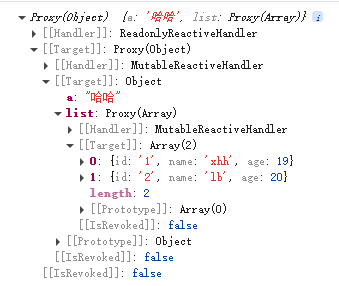 Proxy(Object) {a: '哈哈', list: Proxy(Array)} i
[[Handler]]: ReadonlyReactiveHandler
[[Target]]: Proxy(Object)
[[Handler]]: MutableReactiveHandler
[[Target]]: Object
a: "哈哈"
list: Proxy(Array)
[[Handler]]: MutableReactiveHandler
[[Target]]: Array(2)
0: {id: '1', name: 'xhh', age: 19}
1: {id: '2', name: 'lb', age: 20}
length: 2
[[Prototype]]: Array(0)
[[IsRevoked]]: false
[[Prototype]]: Object
[[IsRevoked]]: false
[[IsRevoked]]: false